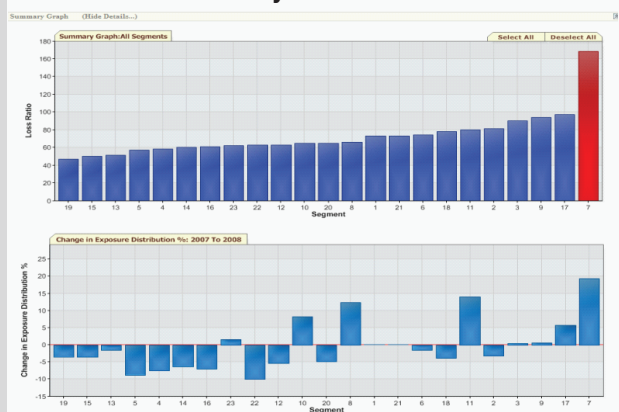 Summary Graph (Hide Details...)
Summary Graph:All Segments
Select All Deselect All
Loss Ratio
180
160
140
120
100
80
60
40
20
0
19 15 13 5 4 14 16 23 22 12 10 20 8 1 21 6 18 11 2 3 9 17 7
Segment
Change in Exposure Distribution %: 2007 To 2008
Change in Exposure Distribution %
25
20
15
10
5
0
-5
-10
-15
19 15 13 5 4 14 16 23 22 12 10 20 8 1 21 6 18 11 2 3 9 17 7
Segment